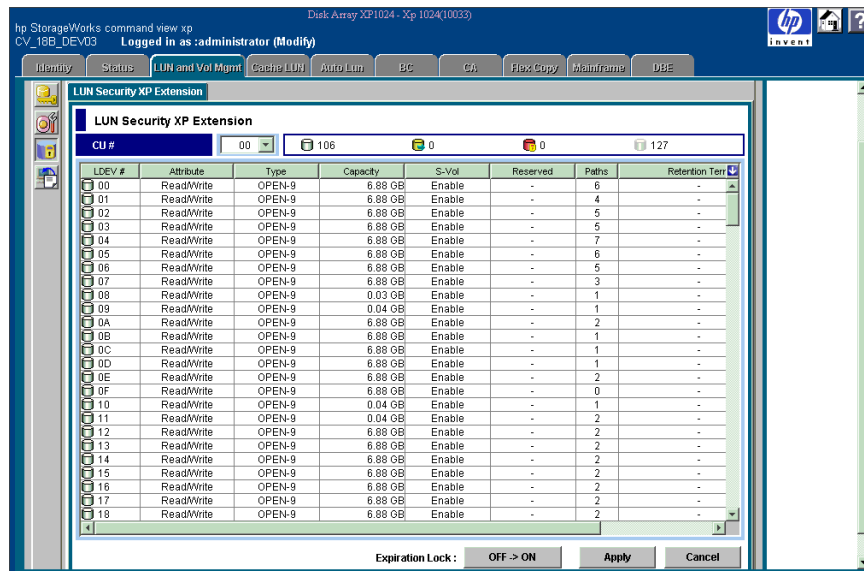 Disk Array XP1024 - Xp 1024(10033)
hp StorageWorks command view xp
CV_18B_DEV03 Logged in as :administrator (Modify)
hp
invent
?
Identity Status LUN and Vol Mgmt Cache LUN Auto Lun BC CA Flex Copy Mainframe DBE
LUN Security XP Extension
LUN Security XP Extension
CU # 00 106 0 0 127
LDEV # Attribute Type Capacity S-Vol Reserved Paths Retention Terr
00 Read/Write OPEN-9 6.88 GB Enable - 6 -
01 Read/Write OPEN-9 6.88 GB Enable - 4 -
02 Read/Write OPEN-9 6.88 GB Enable - 5 -
03 Read/Write OPEN-9 6.88 GB Enable - 5 -
04 Read/Write OPEN-9 6.88 GB Enable - 7 -
05 Read/Write OPEN-9 6.88 GB Enable - 6 -
06 Read/Write OPEN-9 6.88 GB Enable - 5 -
07 Read/Write OPEN-9 6.88 GB Enable - 3 -
08 Read/Write OPEN-9 0.03 GB Enable - 1 -
09 Read/Write OPEN-9 0.04 GB Enable - 1 -
0A Read/Write OPEN-9 6.88 GB Enable - 2 -
0B Read/Write OPEN-9 6.88 GB Enable - 1 -
0C Read/Write OPEN-9 6.88 GB Enable - 1 -
0D Read/Write OPEN-9 6.88 GB Enable - 1 -
0E Read/Write OPEN-9 6.88 GB Enable - 2 -
0F Read/Write OPEN-9 6.88 GB Enable - 0 -
10 Read/Write OPEN-9 0.04 GB Enable - 1 -
11 Read/Write OPEN-9 0.04 GB Enable - 2 -
12 Read/Write OPEN-9 6.88 GB Enable - 2 -
13 Read/Write OPEN-9 6.88 GB Enable - 2 -
14 Read/Write OPEN-9 6.88 GB Enable - 2 -
15 Read/Write OPEN-9 6.88 GB Enable - 2 -
16 Read/Write OPEN-9 6.88 GB Enable - 2 -
17 Read/Write OPEN-9 6.88 GB Enable - 2 -
18 Read/Write OPEN-9 6.88 GB Enable - 2 -
Expiration Lock : OFF -> ON Apply Cancel